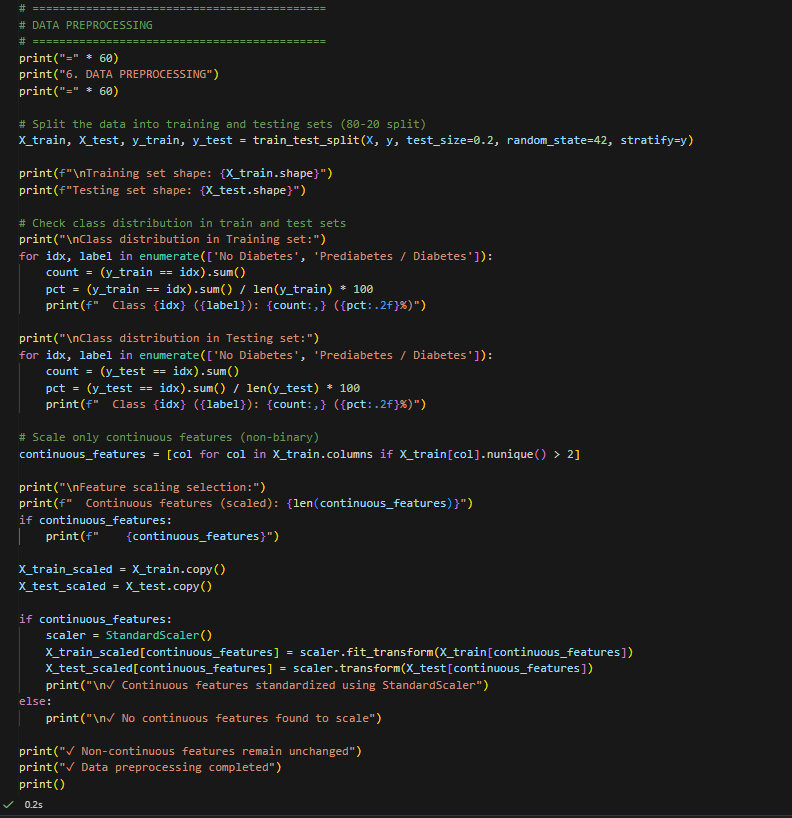 # ============================================
# DATA PREPROCESSING
# ============================================
print("=" * 60)
print("6. DATA PREPROCESSING")
print("=" * 60)

# Split the data into training and testing sets (80-20 split)
X_train, X_test, y_train, y_test = train_test_split(X, y, test_size=0.2, random_state=42, stratify=y)

print(f"\nTraining set shape: {X_train.shape}")
print(f"Testing set shape: {X_test.shape}")

# Check class distribution in train and test sets
print("\nClass distribution in Training set:")
for idx, label in enumerate(['No Diabetes', 'Prediabetes / Diabetes']):
    count = (y_train == idx).sum()
    pct = (y_train == idx).sum() / len(y_train) * 100
    print(f"  Class {idx} ({label}): {count:,} ({pct:.2f}%)")

print("\nClass distribution in Testing set:")
for idx, label in enumerate(['No Diabetes', 'Prediabetes / Diabetes']):
    count = (y_test == idx).sum()
    pct = (y_test == idx).sum() / len(y_test) * 100
    print(f"  Class {idx} ({label}): {count:,} ({pct:.2f}%)")

# Scale only continuous features (non-binary)
continuous_features = [col for col in X_train.columns if X_train[col].nunique() > 2]

print("\nFeature scaling selection:")
print(f"  Continuous features (scaled): {len(continuous_features)}")
if continuous_features:
    print(f"    {continuous_features}")

X_train_scaled = X_train.copy()
X_test_scaled = X_test.copy()

if continuous_features:
    scaler = StandardScaler()
    X_train_scaled[continuous_features] = scaler.fit_transform(X_train[continuous_features])
    X_test_scaled[continuous_features] = scaler.transform(X_test[continuous_features])
    print("\n✓ Continuous features standardized using StandardScaler")
else:
    print("\n✓ No continuous features found to scale")

print("✓ Non-continuous features remain unchanged")
print("✓ Data preprocessing completed")
print()
✓ 0.2s